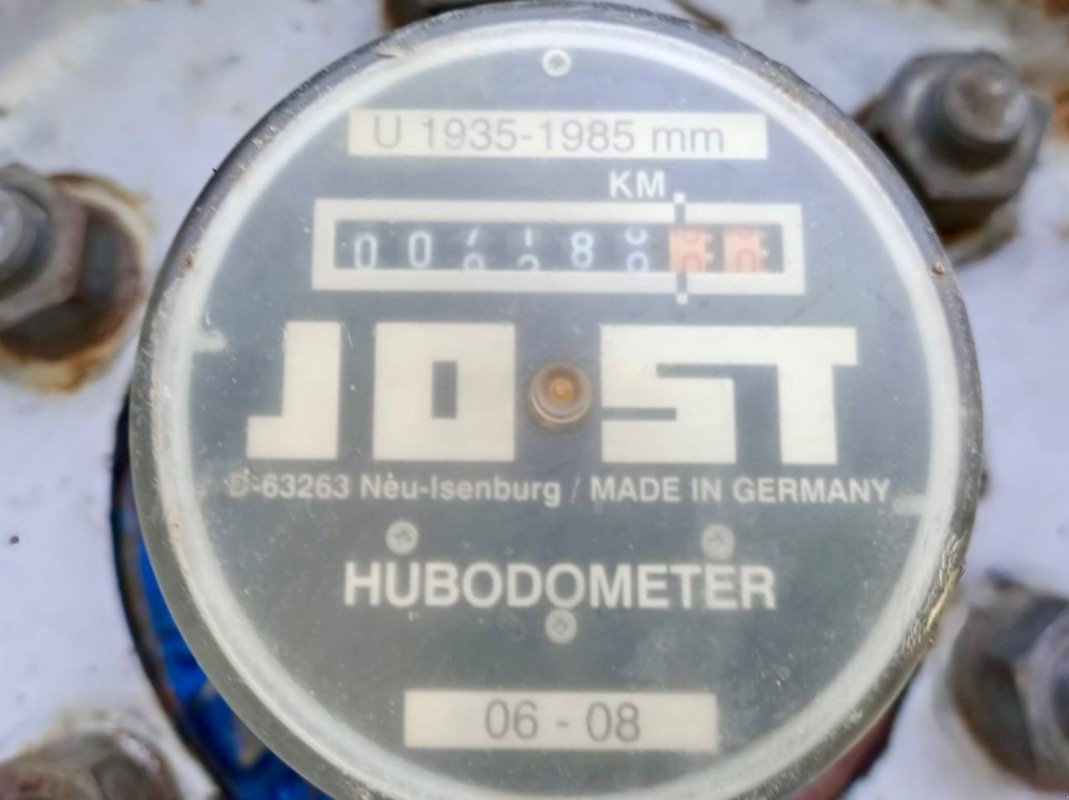 U 1935-1985 mm
KM
JOST
D-63263 Neu-Isenburg / MADE IN GERMANY
HUBODOMETER
06 - 08